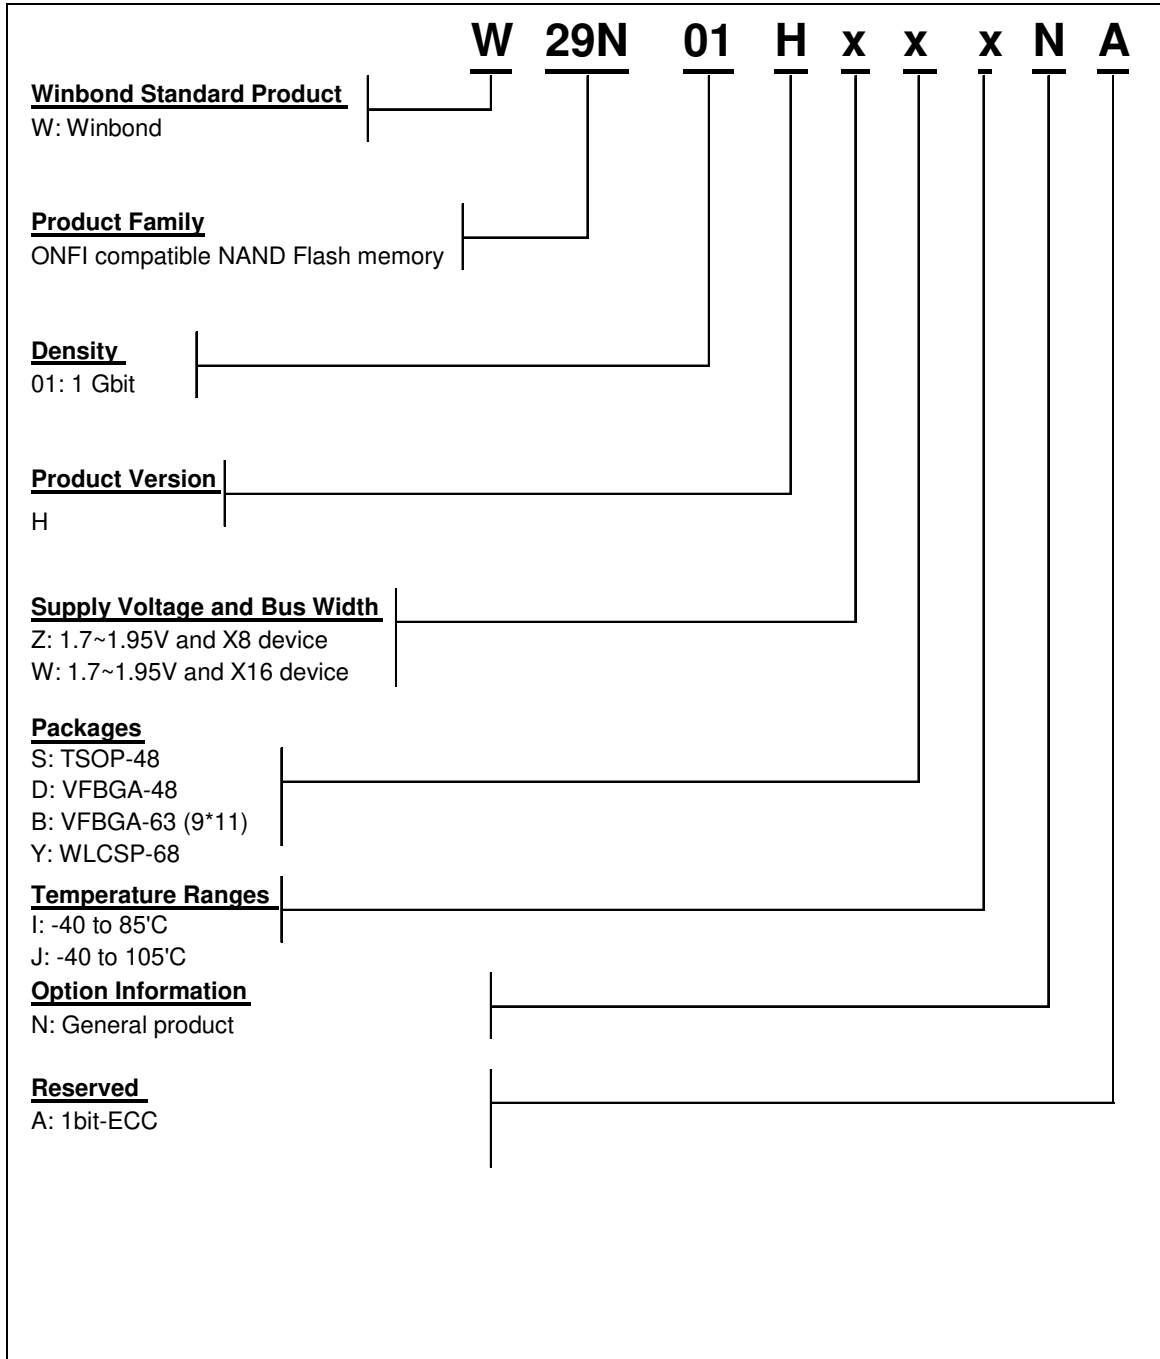 W 29N 01 H x x x N A
Winbond Standard Product
W: Winbond
Product Family
ONFI compatible NAND Flash memory
Density
01: 1 Gbit
Product Version
H
Supply Voltage and Bus Width
Z: 1.7~1.95V and X8 device
W: 1.7~1.95V and X16 device
Packages
S: TSOP-48
D: VFBGA-48
B: VFBGA-63 (9*11)
Y: WLCSP-68
Temperature Ranges
I: -40 to 85'C
J: -40 to 105'C
Option Information
N: General product
Reserved
A: 1bit-ECC